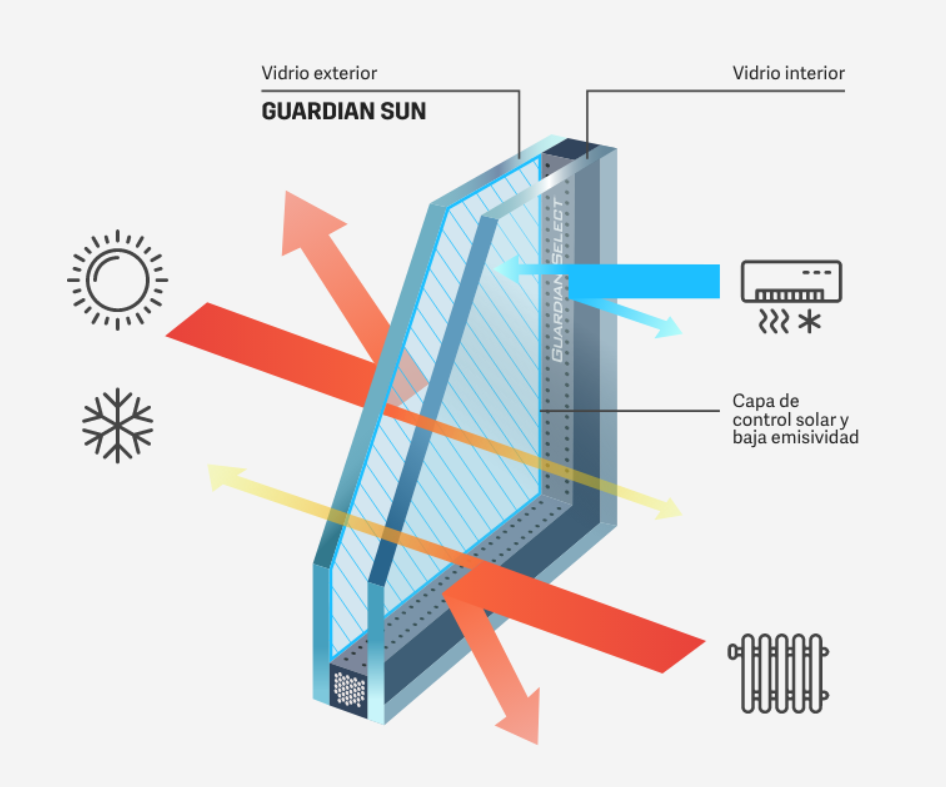 Vidrio exterior
Vidrio interior
GUARDIAN SUN
GUARDIAN SELECT
Capa de
control solar y
baja emisividad